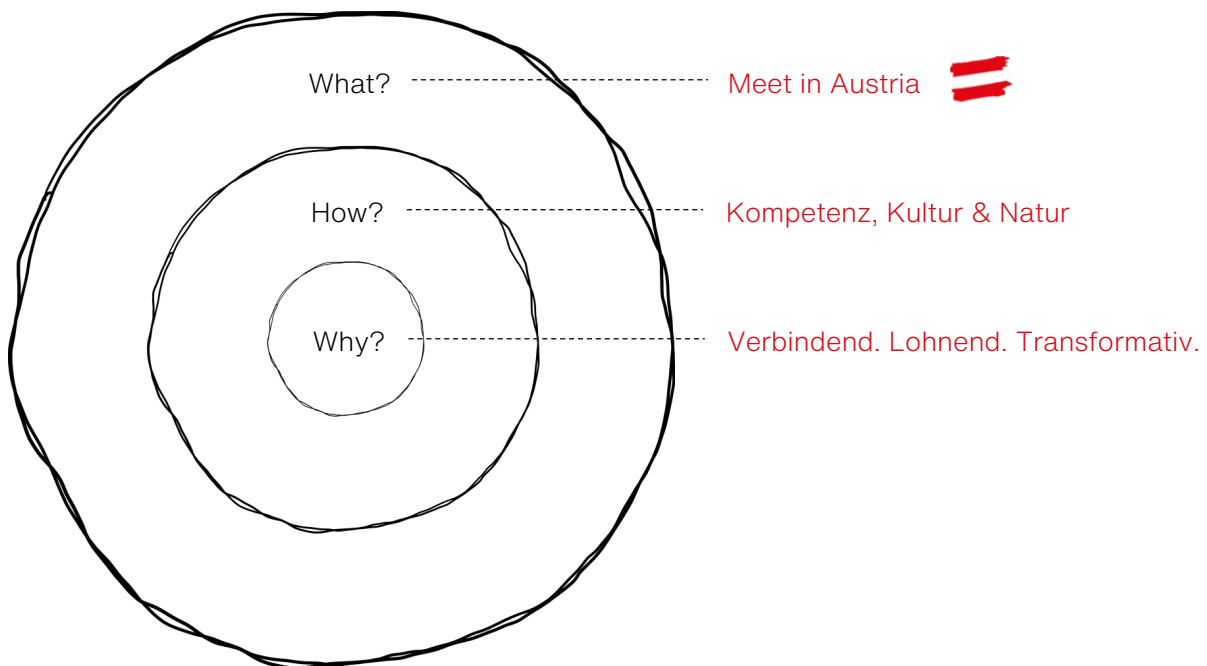 What? Meet in Austria
How? Kompetenz, Kultur & Natur
Why? Verbindend. Lohnend. Transformativ.